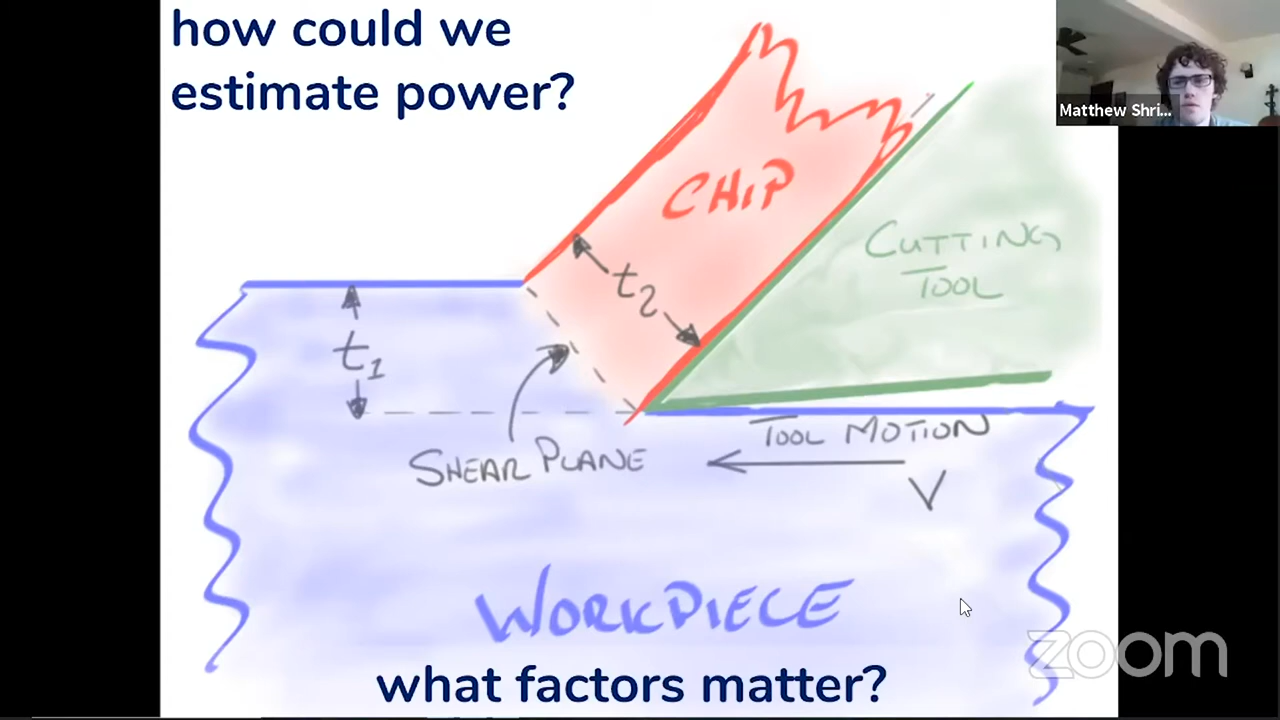 how could we
estimate power?
Matthew Shri...
CHIP
CUTTING
TOOL
t2
t1
TOOL MOTION
SHEAR PLANE
V
WORKPIECE
zoom
what factors matter?